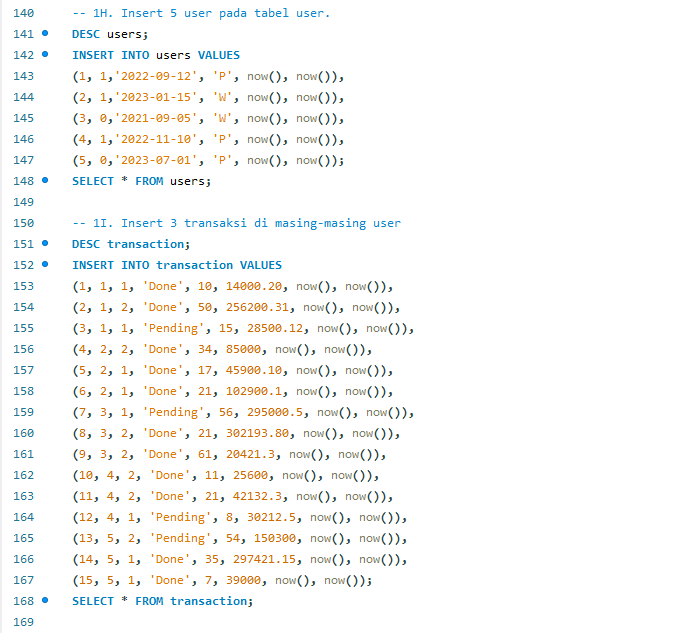 140 -- 1H. Insert 5 user pada tabel user.
141 DESC users;
142 INSERT INTO users VALUES
143 (1, 1,'2022-09-12', 'P', now(), now()),
144 (2, 1,'2023-01-15', 'W', now(), now()),
145 (3, 0,'2021-09-05', 'W', now(), now()),
146 (4, 1,'2022-11-10', 'P', now(), now()),
147 (5, 0,'2023-07-01', 'P', now(), now());
148 SELECT * FROM users;
149
150 -- 1I. Insert 3 transaksi di masing-masing user
151 DESC transaction;
152 INSERT INTO transaction VALUES
153 (1, 1, 1, 'Done', 10, 14000.20, now(), now()),
154 (2, 1, 2, 'Done', 50, 256200.31, now(), now()),
155 (3, 1, 1, 'Pending', 15, 28500.12, now(), now()),
156 (4, 2, 2, 'Done', 34, 85000, now(), now()),
157 (5, 2, 1, 'Done', 17, 45900.10, now(), now()),
158 (6, 2, 1, 'Done', 21, 102900.1, now(), now()),
159 (7, 3, 1, 'Pending', 56, 295000.5, now(), now()),
160 (8, 3, 2, 'Done', 21, 302193.80, now(), now()),
161 (9, 3, 2, 'Done', 61, 20421.3, now(), now()),
162 (10, 4, 2, 'Done', 11, 25600, now(), now()),
163 (11, 4, 2, 'Done', 21, 42132.3, now(), now()),
164 (12, 4, 1, 'Pending', 8, 30212.5, now(), now()),
165 (13, 5, 2, 'Pending', 54, 150300, now(), now()),
166 (14, 5, 1, 'Done', 35, 297421.15, now(), now()),
167 (15, 5, 1, 'Done', 7, 39000, now(), now());
168 SELECT * FROM transaction;
169